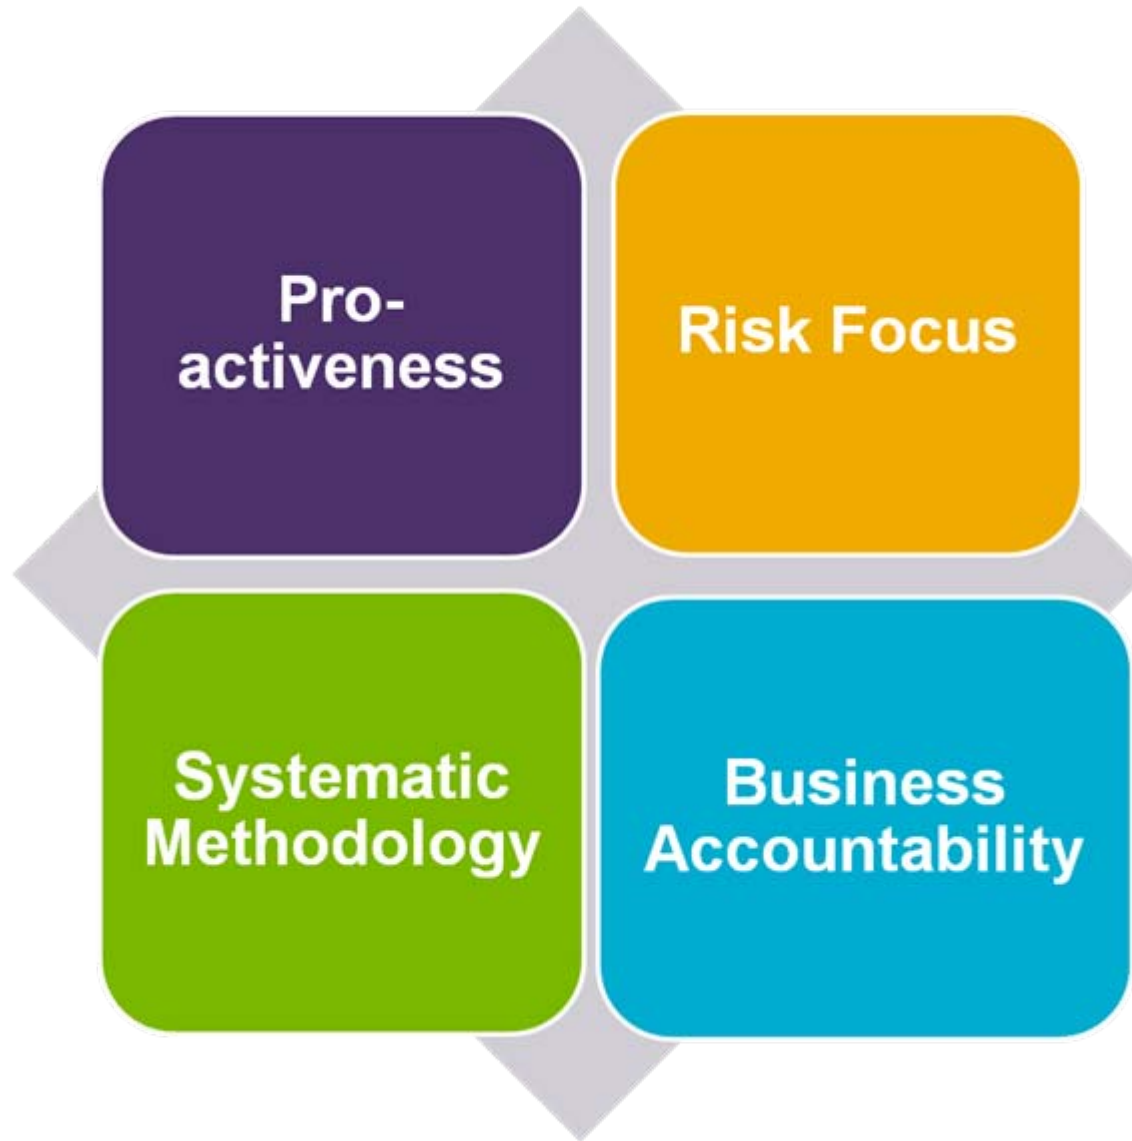 Pro-
activeness
Risk Focus
Systematic
Methodology
Business
Accountability